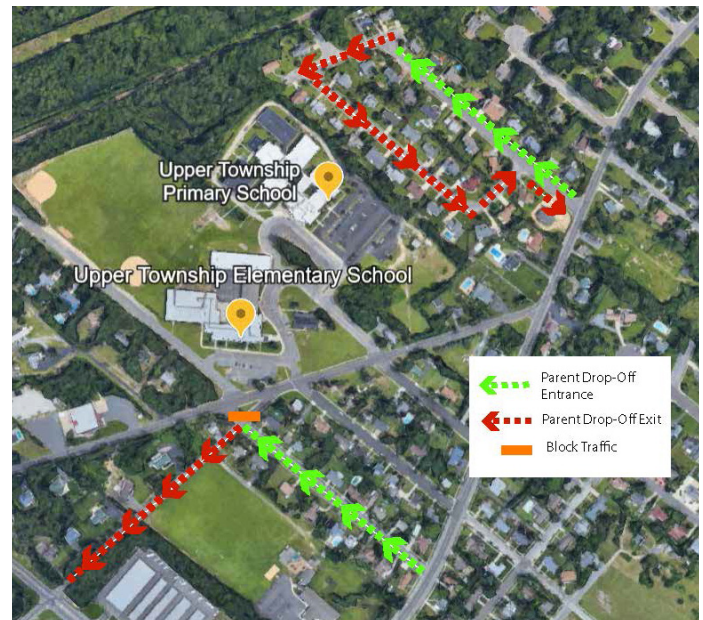 Upper Township
Primary School
Upper Township Elementary School
Parent Drop-Off
Entrance
Parent Drop-Off Exit
Block Traffic